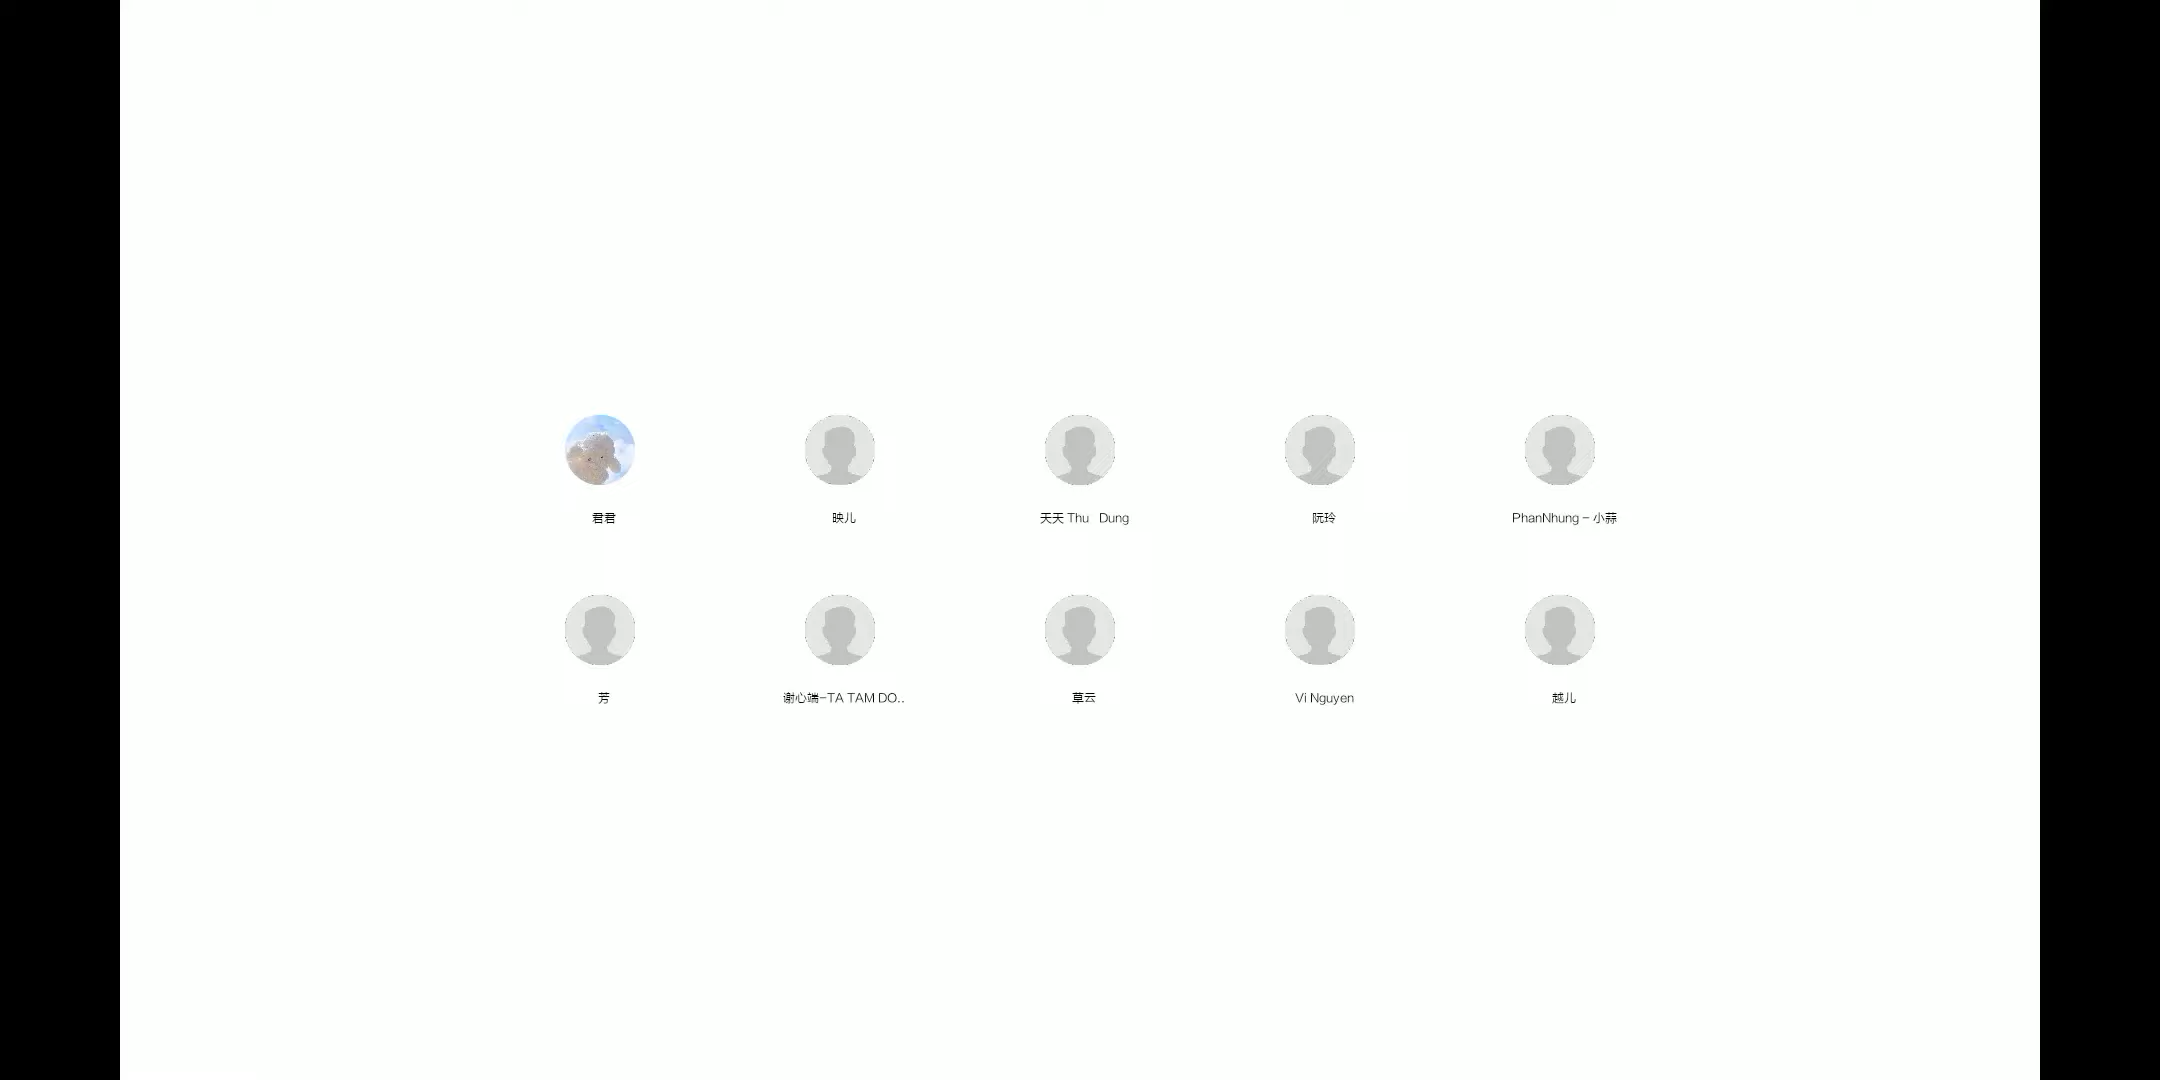 君君
映儿
天天 Thu Dung
阮玲
PhanNhung - 小蒜
芳
谢心端-TA TAM DO..
草云
Vi Nguyen
越儿